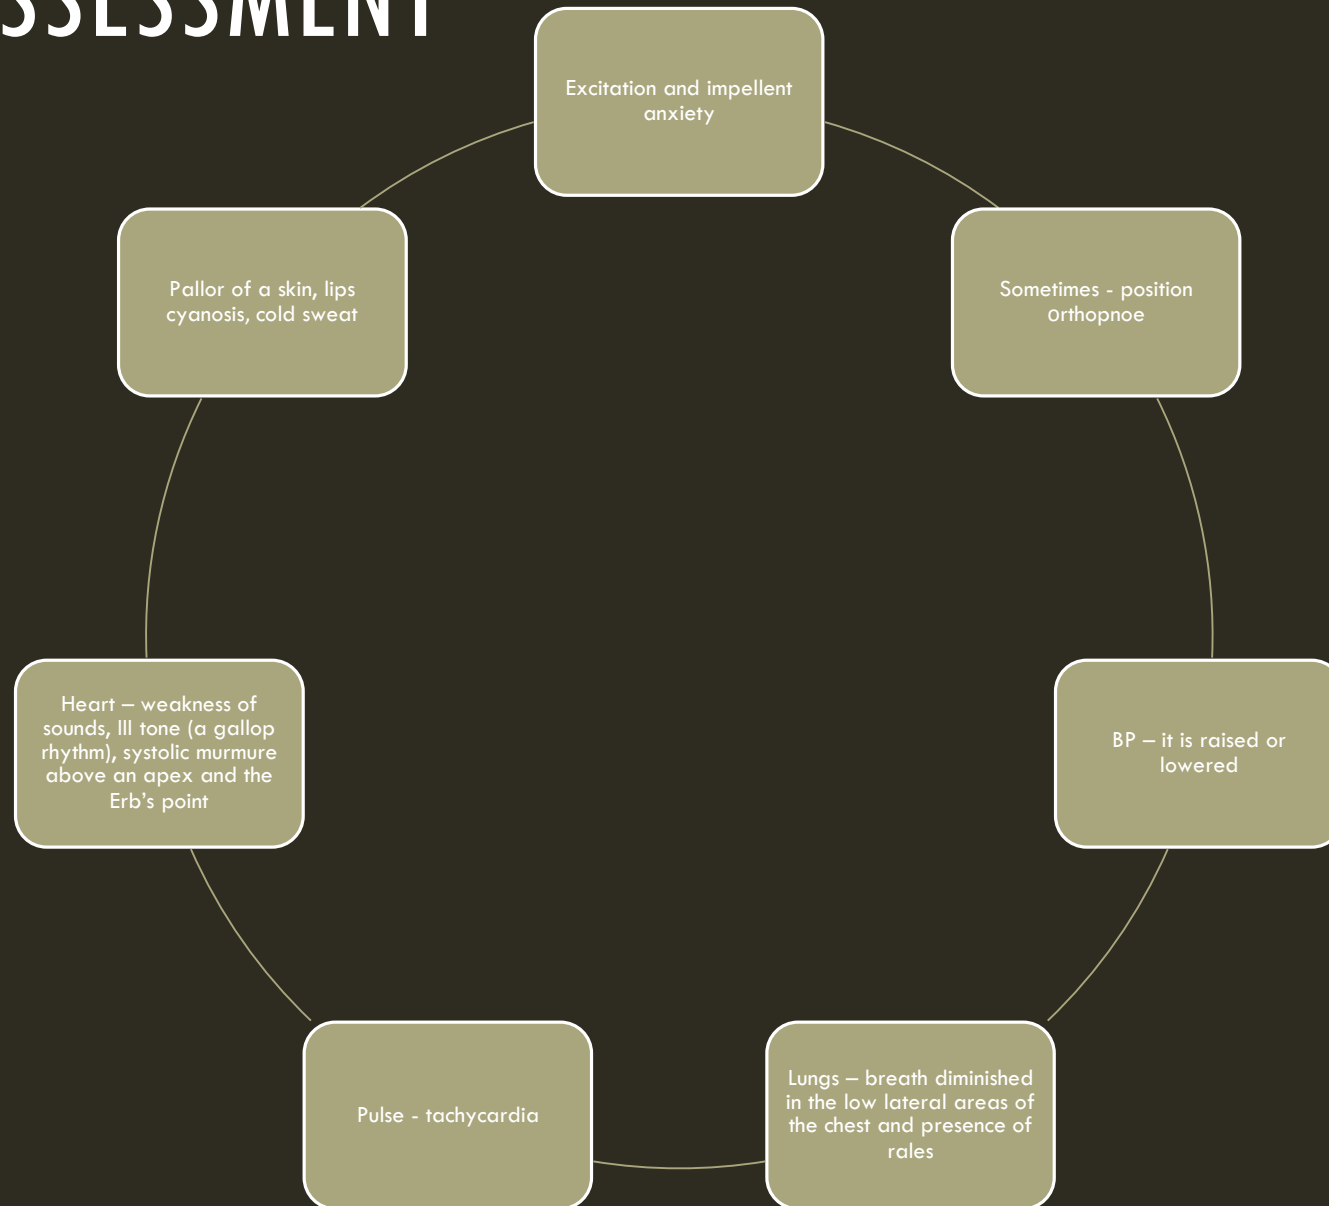 SSESSMENT
Excitation and impellent
anxiety
Sometimes - position
orthopnoe
BP – it is raised or
lowered
Lungs – breath diminished
in the low lateral areas of
the chest and presence of
rales
Pulse - tachycardia
Heart – weakness of
sounds, III tone (a gallop
rhythm), systolic murmure
above an apex and the
Erb’s point
Pallor of a skin, lips
cyanosis, cold sweat